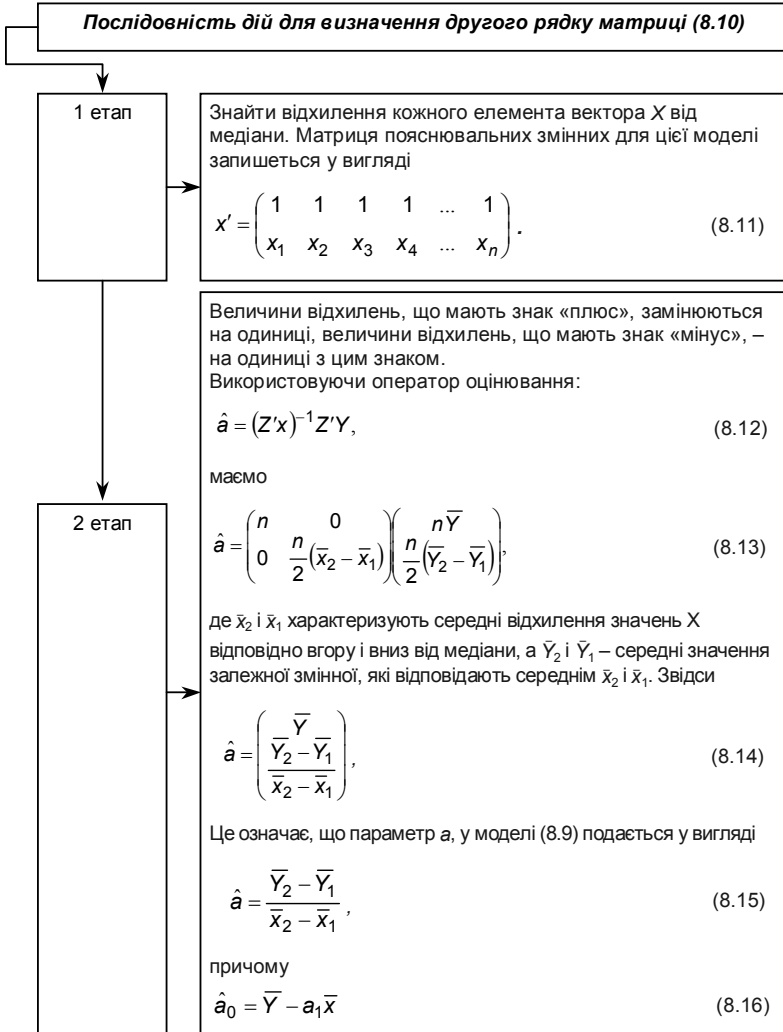 Послідовність дій для визначення другого рядку матриці (8.10)
1 етап
Знайти відхилення кожного елемента вектора X від
медіани. Матриця пояснювальних змінних для цієї моделі
запишеться у вигляді
x′ = (1 1 1 1 ... 1
x₁ x₂ x₃ x₄ ... xₙ). (8.11)
2 етап
Величини відхилень, що мають знак «плюс», замінюються
на одиниці, величини відхилень, що мають знак «мінус», –
на одиниці з цим знаком.
Використовуючи оператор оцінювання:
â = (Z′x)⁻¹Z′Y, (8.12)
маємо
â = (n 0
0 n/2(x̄₂ − x̄₁))(nȲ
n/2(Ȳ₂ − Ȳ₁)), (8.13)
де x̄₂ і x̄₁ характеризують середні відхилення значень X
відповідно вгору і вниз від медіани, а Ȳ₂ і Ȳ₁ – середні значення
залежної змінної, які відповідають середнім x̄₂ і x̄₁. Звідси
â = (Ȳ
(Ȳ₂ − Ȳ₁)/(x̄₂ − x̄₁)), (8.14)
Це означає, що параметр a, у моделі (8.9) подається у вигляді
â = (Ȳ₂ − Ȳ₁)/(x̄₂ − x̄₁), (8.15)
причому
â₀ = Ȳ − a₁x̄ (8.16)